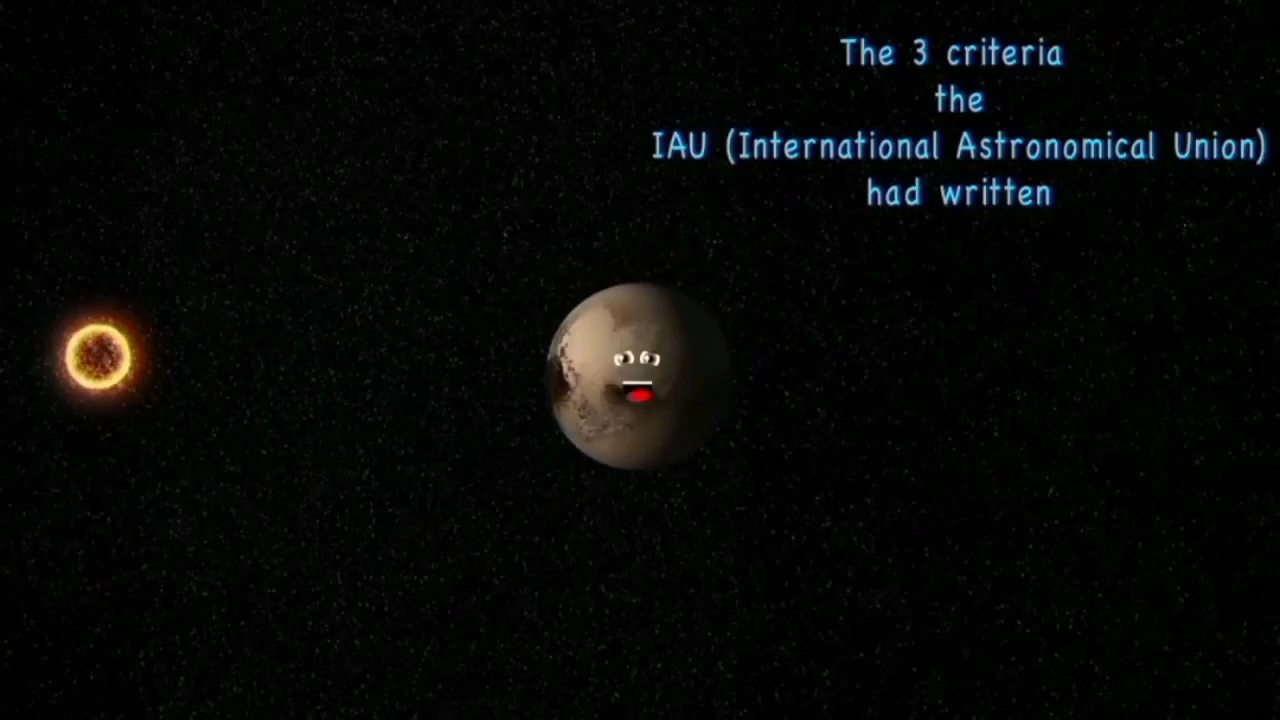 The 3 criteria
the
IAU (International Astronomical Union)
had written